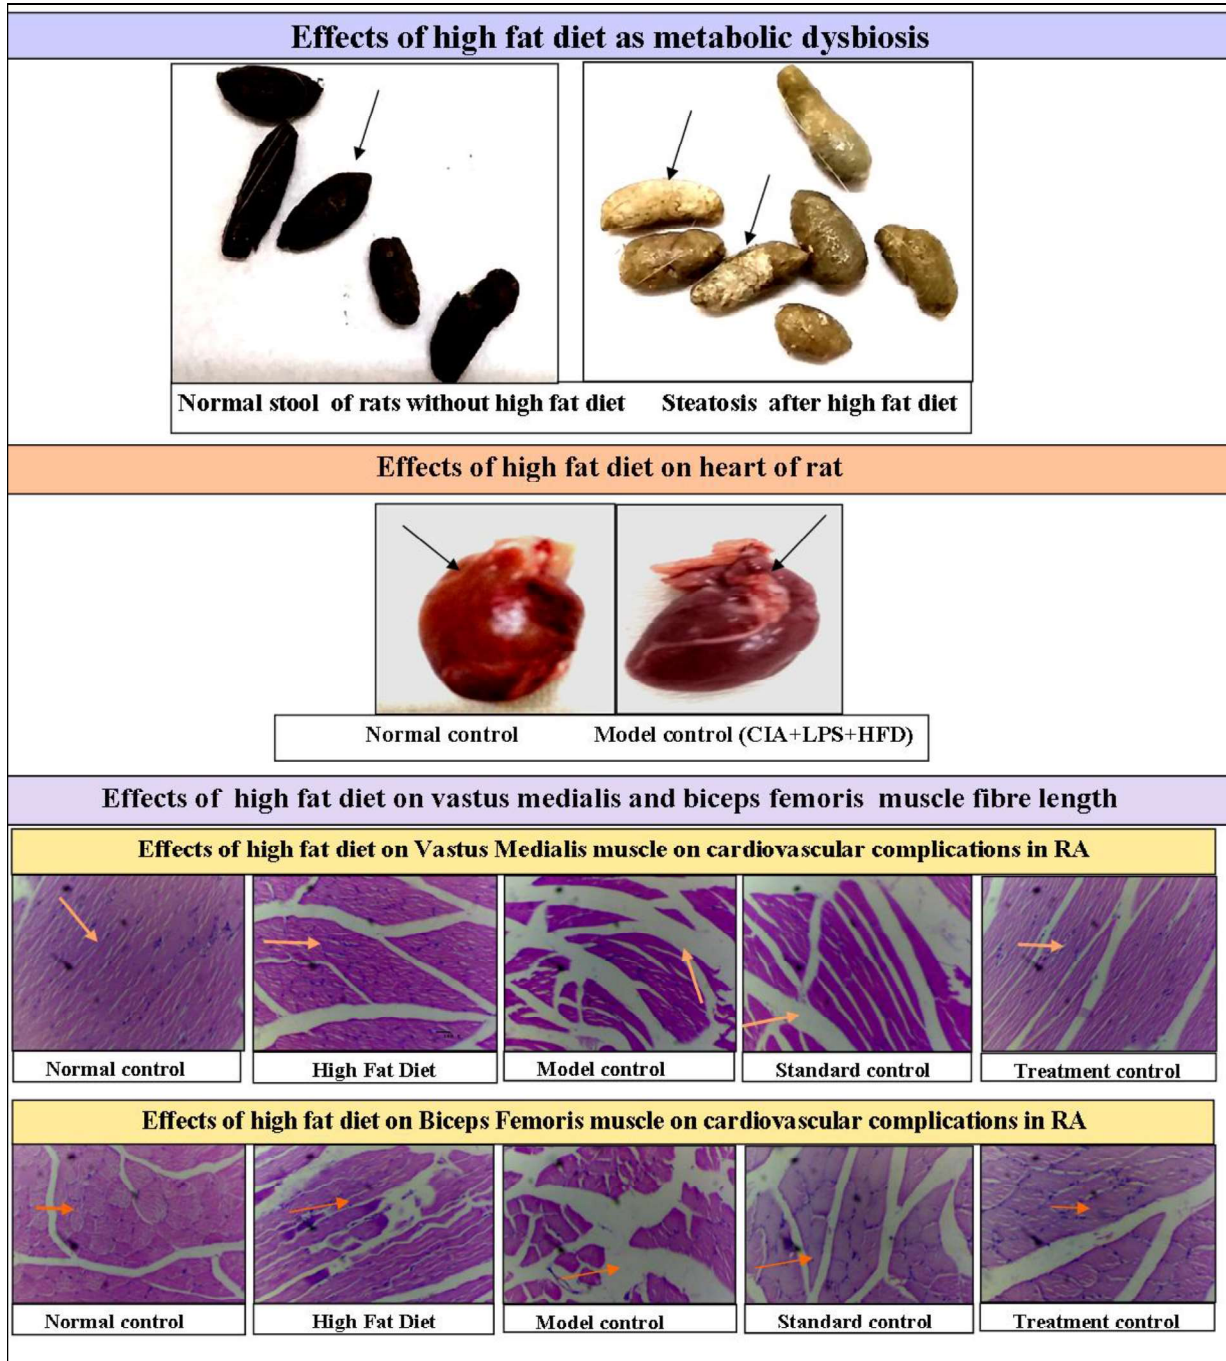 Effects of high fat diet as metabolic dysbiosis
Normal stool of rats without high fat diet
Steatosis after high fat diet
Effects of high fat diet on heart of rat
Normal control
Model control (CIA+LPS+HFD)
Effects of high fat diet on vastus medialis and biceps femoris muscle fibre length
Effects of high fat diet on Vastus Medialis muscle on cardiovascular complications in RA
Normal control
High Fat Diet
Model control
Standard control
Treatment control
Effects of high fat diet on Biceps Femoris muscle on cardiovascular complications in RA
Normal control
High Fat Diet
Model control
Standard control
Treatment control